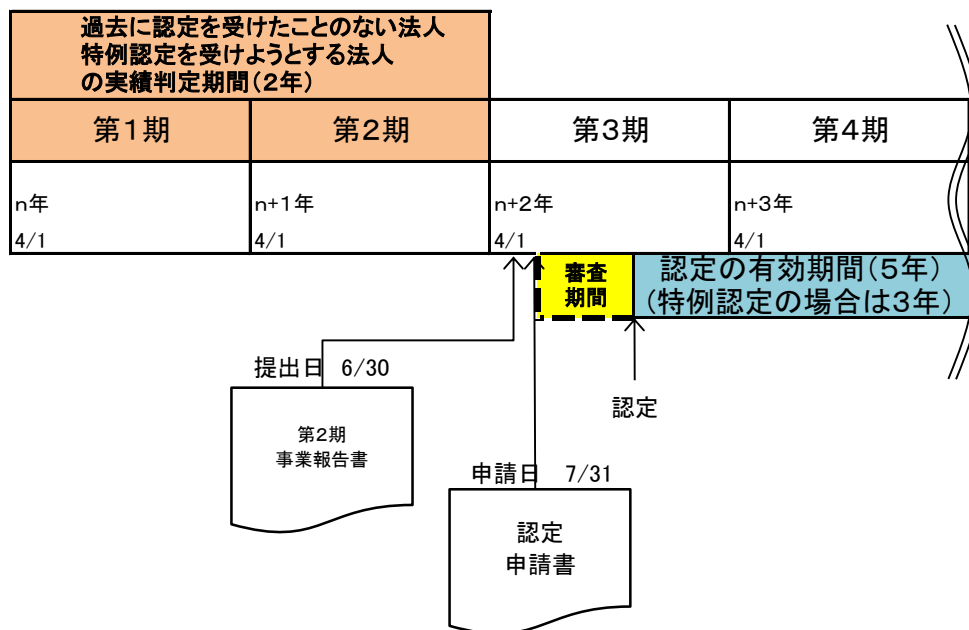 過去に認定を受けたことのない法人
特例認定を受けようとする法人
の実績判定期間(2年)
第1期
第2期
第3期
第4期
n年
n+1年
n+2年
n+3年
4/1
4/1
4/1
4/1
審査
期間
認定の有効期間(5年)
(特例認定の場合は3年)
提出日 6/30
認定
第2期
事業報告書
申請日 7/31
認定
申請書